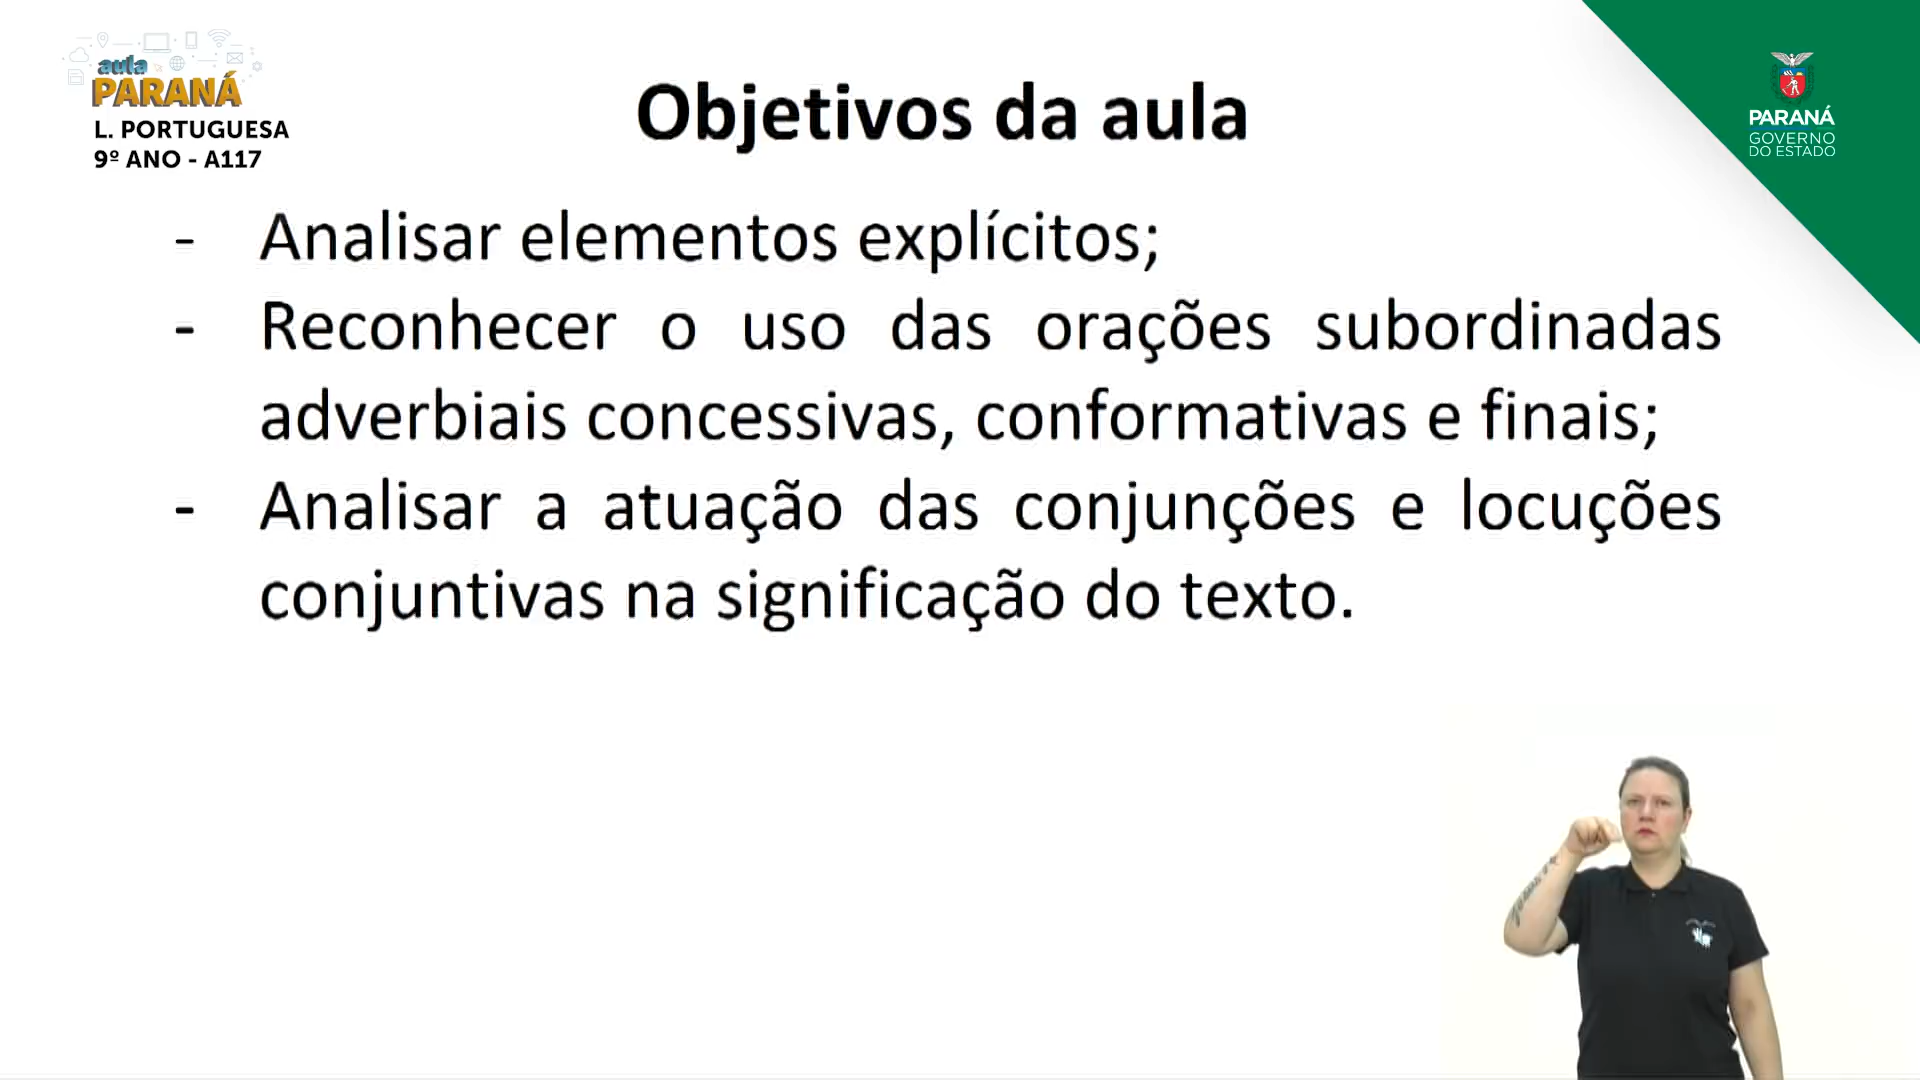 aula
PARANÁ
L. PORTUGUESA
9º ANO - A117
Objetivos da aula
PARANÁ
GOVERNO
DO ESTADO
- Analisar elementos explícitos;
- Reconhecer o uso das orações subordinadas
adverbiais concessivas, conformativas e finais;
- Analisar a atuação das conjunções e locuções
conjuntivas na significação do texto.